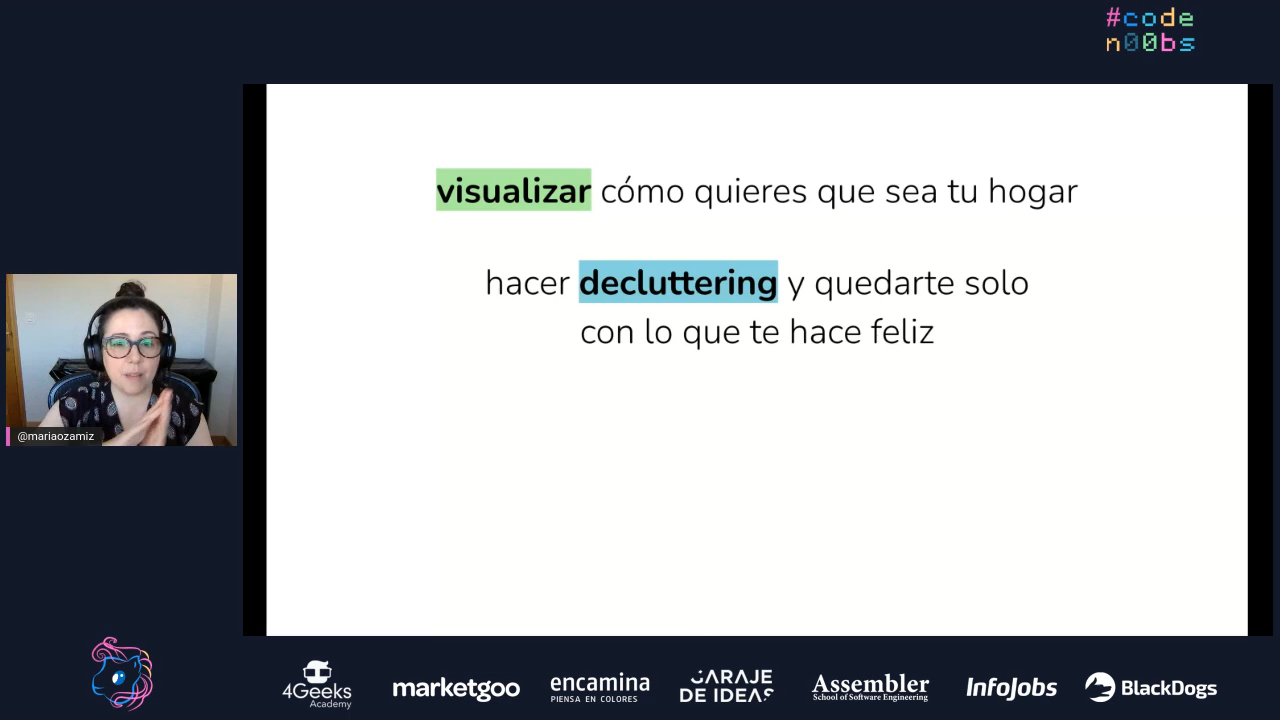 #code
n00bs
visualizar cómo quieres que sea tu hogar
hacer decluttering y quedarte solo
con lo que te hace feliz
@mariaozamiz
4Geeks
Academy
marketgoo
encamina
PIENSA EN COLORES
GARAJE
DE IDEAS
Assembler
School of Software Engineering
InfoJobs
BlackDogs